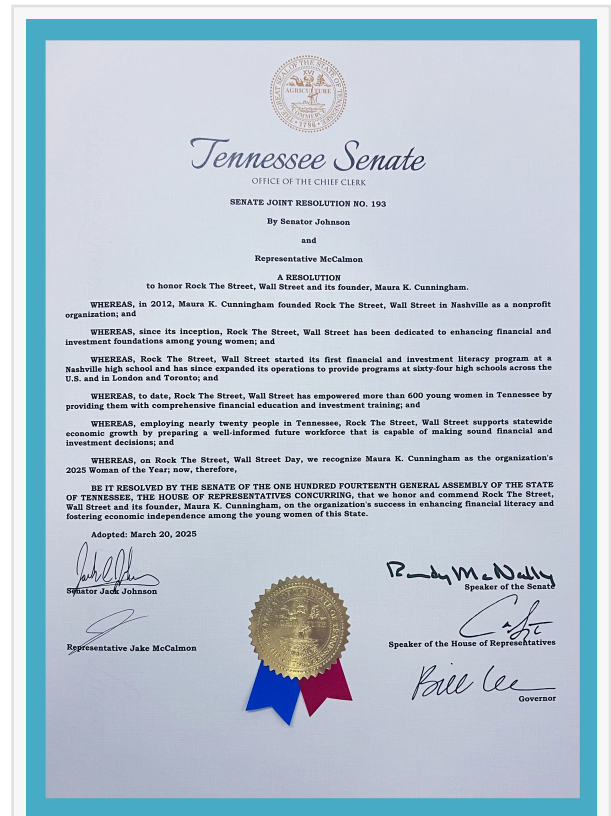 THE GREAT SEAL OF THE STATE OF TENNESSEE
XVI
AGRICULTURE
COMMERCE
1796
Tennessee Senate
OFFICE OF THE CHIEF CLERK
SENATE JOINT RESOLUTION NO. 193
By Senator Johnson
and
Representative McCalmon
A RESOLUTION
to honor Rock The Street, Wall Street and its founder, Maura K. Cunningham.
WHEREAS, in 2012, Maura K. Cunningham founded Rock The Street, Wall Street in Nashville as a nonprofit
organization; and
WHEREAS, since its inception, Rock The Street, Wall Street has been dedicated to enhancing financial and
investment foundations among young women; and
WHEREAS, Rock The Street, Wall Street started its first financial and investment literacy program at a
Nashville high school and has since expanded its operations to provide programs at sixty-four high schools across the
U.S. and in London and Toronto; and
WHEREAS, to date, Rock The Street, Wall Street has empowered more than 600 young women in Tennessee by
providing them with comprehensive financial education and investment training; and
WHEREAS, employing nearly twenty people in Tennessee, Rock The Street, Wall Street supports statewide
economic growth by preparing a well-informed future workforce that is capable of making sound financial and
investment decisions; and
WHEREAS, on Rock The Street, Wall Street Day, we recognize Maura K. Cunningham as the organization's
2025 Woman of the Year; now, therefore,
BE IT RESOLVED BY THE SENATE OF THE ONE HUNDRED FOURTEENTH GENERAL ASSEMBLY OF THE STATE
OF TENNESSEE, THE HOUSE OF REPRESENTATIVES CONCURRING, that we honor and commend Rock The Street,
Wall Street and its founder, Maura K. Cunningham, on the organization's success in enhancing financial literacy and
fostering economic independence among the young women of this State.
Adopted: March 20, 2025
Senator Jack Johnson
Representative Jake McCalmon
Randy McNally
Speaker of the Senate
Speaker of the House of Representatives
Bill Lee
Governor